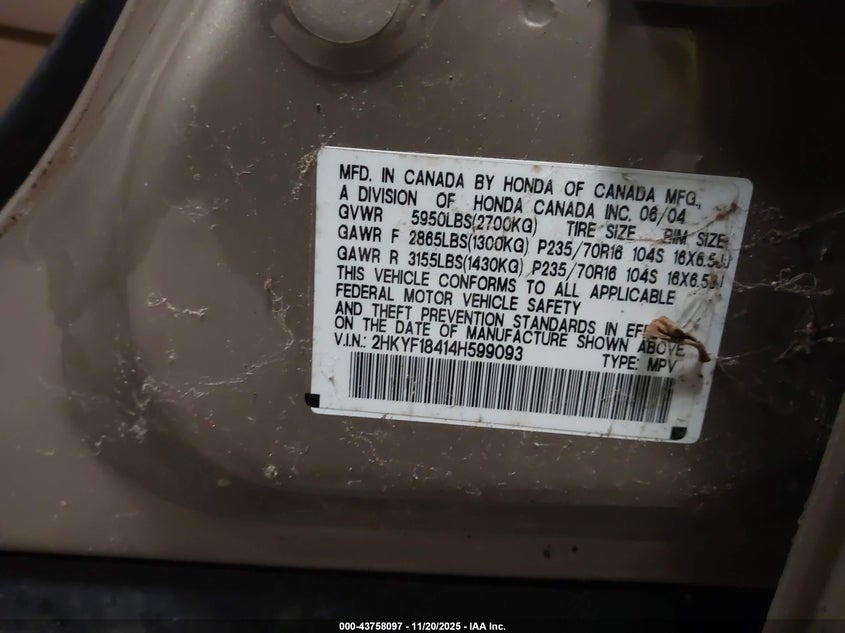 MFD. IN CANADA BY HONDA OF CANADA MFG.,
A DIVISION OF HONDA CANADA INC. 06/04
GVWR 5950LBS(2700KG) TIRE SIZE RIM SIZE
GAWR F 2865LBS(1300KG) P235/70R16 104S 16X6.5JJ
GAWR R 3155LBS(1430KG) P235/70R16 104S 16X6.5JJ
THIS VEHICLE CONFORMS TO ALL APPLICABLE
FEDERAL MOTOR VEHICLE SAFETY
AND THEFT PREVENTION STANDARDS IN
ON THE DATE OF MANUFACTURE SHOWN ABOVE
V.I.N.: 2HKYF18414H599093 TYPE: MPV
000-43758097 - 11/20/2025 - IAA Inc.